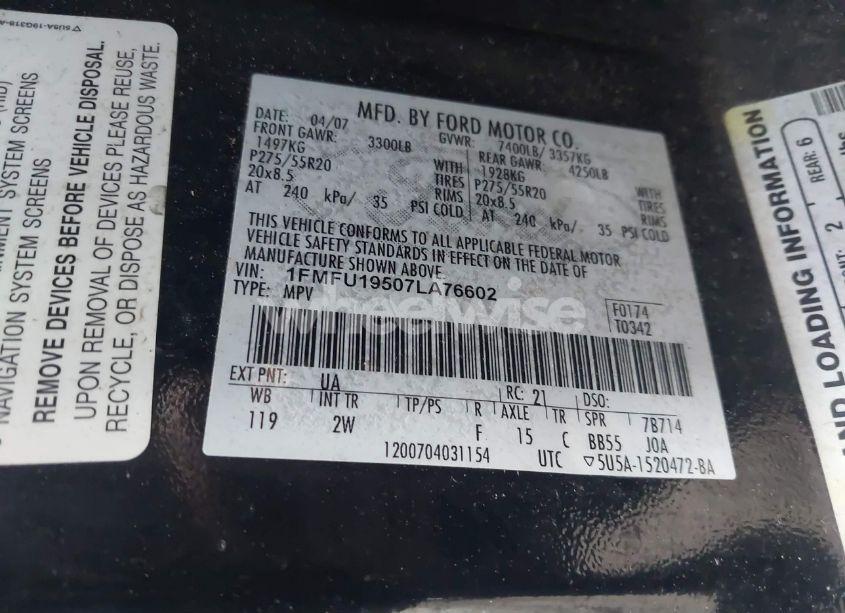 5U5A-19G318-A
NMENT SYSTEM SCREENS
NAVIGATION SYSTEM SCREENS
REMOVE DEVICES BEFORE VEHICLE DISPOSAL.
UPON REMOVAL OF DEVICES PLEASE REUSE,
RECYCLE, OR DISPOSE AS HAZARDOUS WASTE.
MFD. BY FORD MOTOR CO.
DATE: 04/07 GVWR: 7400LB/ 3357KG
FRONT GAWR: 3300LB REAR GAWR: 4250LB
1497KG WITH 1928KG WITH
P275/55R20 TIRES P275/55R20 TIRES
20x8.5 RIMS 20x8.5 RIMS
AT 240 kPa/ 35 PSI COLD AT 240 kPa/ 35 PSI COLD
THIS VEHICLE CONFORMS TO ALL APPLICABLE FEDERAL MOTOR
VEHICLE SAFETY STANDARDS IN EFFECT ON THE DATE OF
MANUFACTURE SHOWN ABOVE.
VIN: 1FMFU19507LA76602
TYPE: MPV
F0174
T0342
wheelwise
EXT PNT: UA RC: 21 DSO:
WB INT TR TP/PS R AXLE TR SPR 7B714
119 2W F 15 C BB55 JOA
1200704031154 UTC ▽5U5A-1520472-BA
AND LOADING INFORMATION
REAR: 6
2
lbs